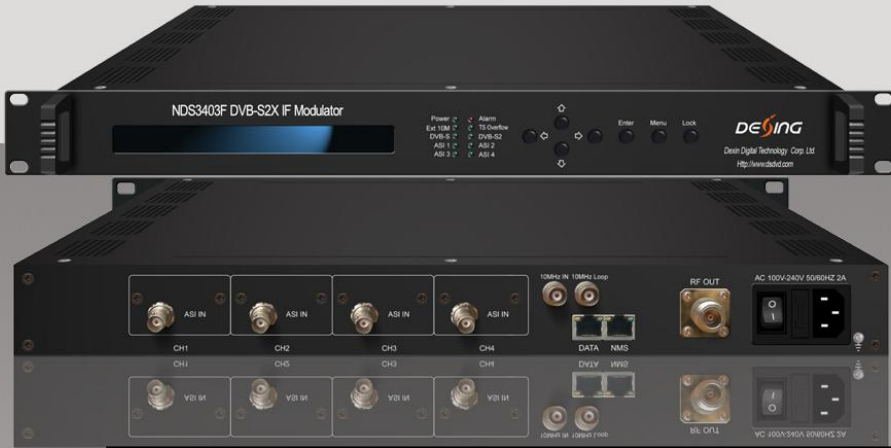 NDS3403F DVB-S2X IF Modulator
Power Alarm
Ext 10M TS Overflow
DVB-S DVB-S2
ASI 1 ASI 2
ASI 3 ASI 4
Enter Menu Lock
DESING
Dexin Digital Technology Corp. Ltd.
Http://www.dsdvd.com
10MHz IN 10MHz Loop
RF OUT
AC 100V-240V 50/60HZ 2A
ASI IN ASI IN ASI IN ASI IN
CH1 CH2 CH3 CH4
DATA NMS